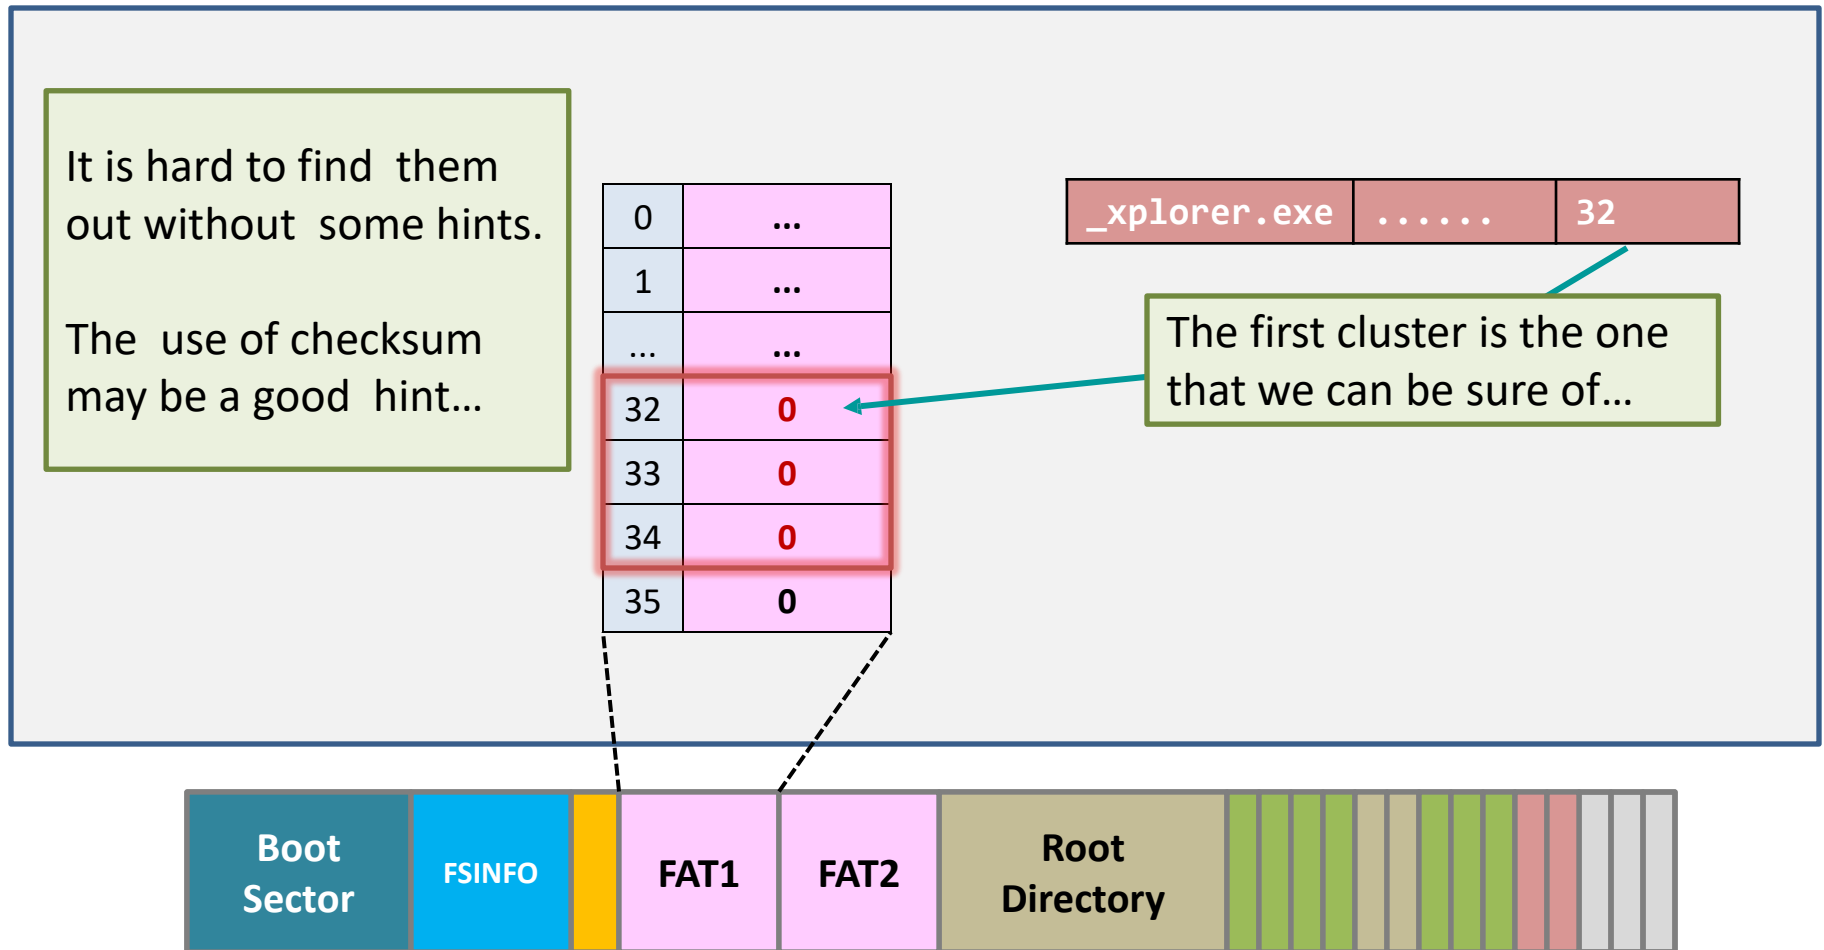 It is hard to find them
out without some hints.
The use of checksum
may be a good hint...
0 ...
1 ...
... ...
32 0
33 0
34 0
35 0
_xplorer.exe ...... 32
The first cluster is the one
that we can be sure of...
Boot
Sector
FSINFO
FAT1
FAT2
Root
Directory